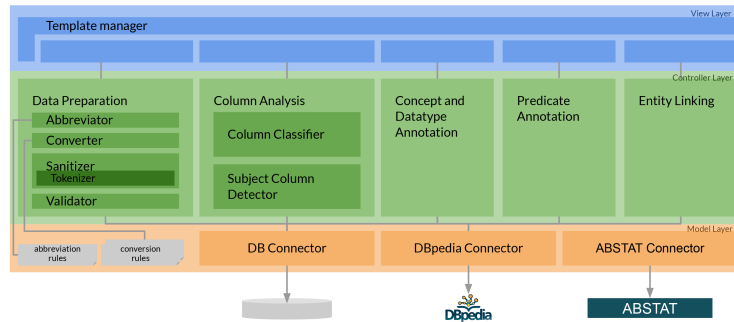 View Layer
Template manager
Controller Layer
Data Preparation
Abbreviator
Converter
Sanitizer
Tokenizer
Validator
Column Analysis
Column Classifier
Subject Column
Detector
Concept and
Datatype
Annotation
Predicate
Annotation
Entity Linking
Model Layer
abbreviation
rules
conversion
rules
DB Connector
DBpedia Connector
ABSTAT Connector
DBpedia
ABSTAT